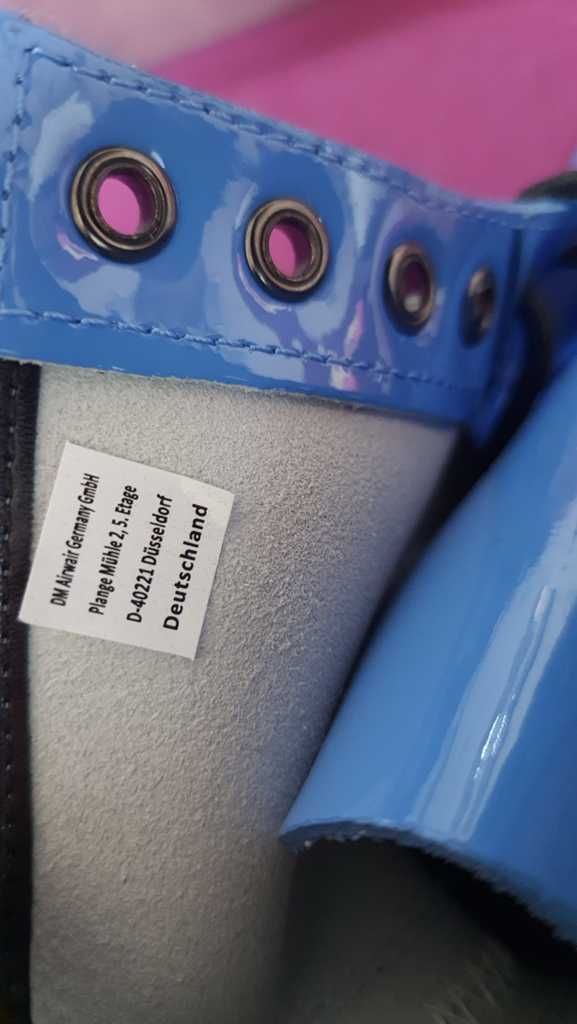 DM Airwair Germany GmbH
Plange Mühle 2, 5. Etage
D-40221 Düsseldorf
Deutschland